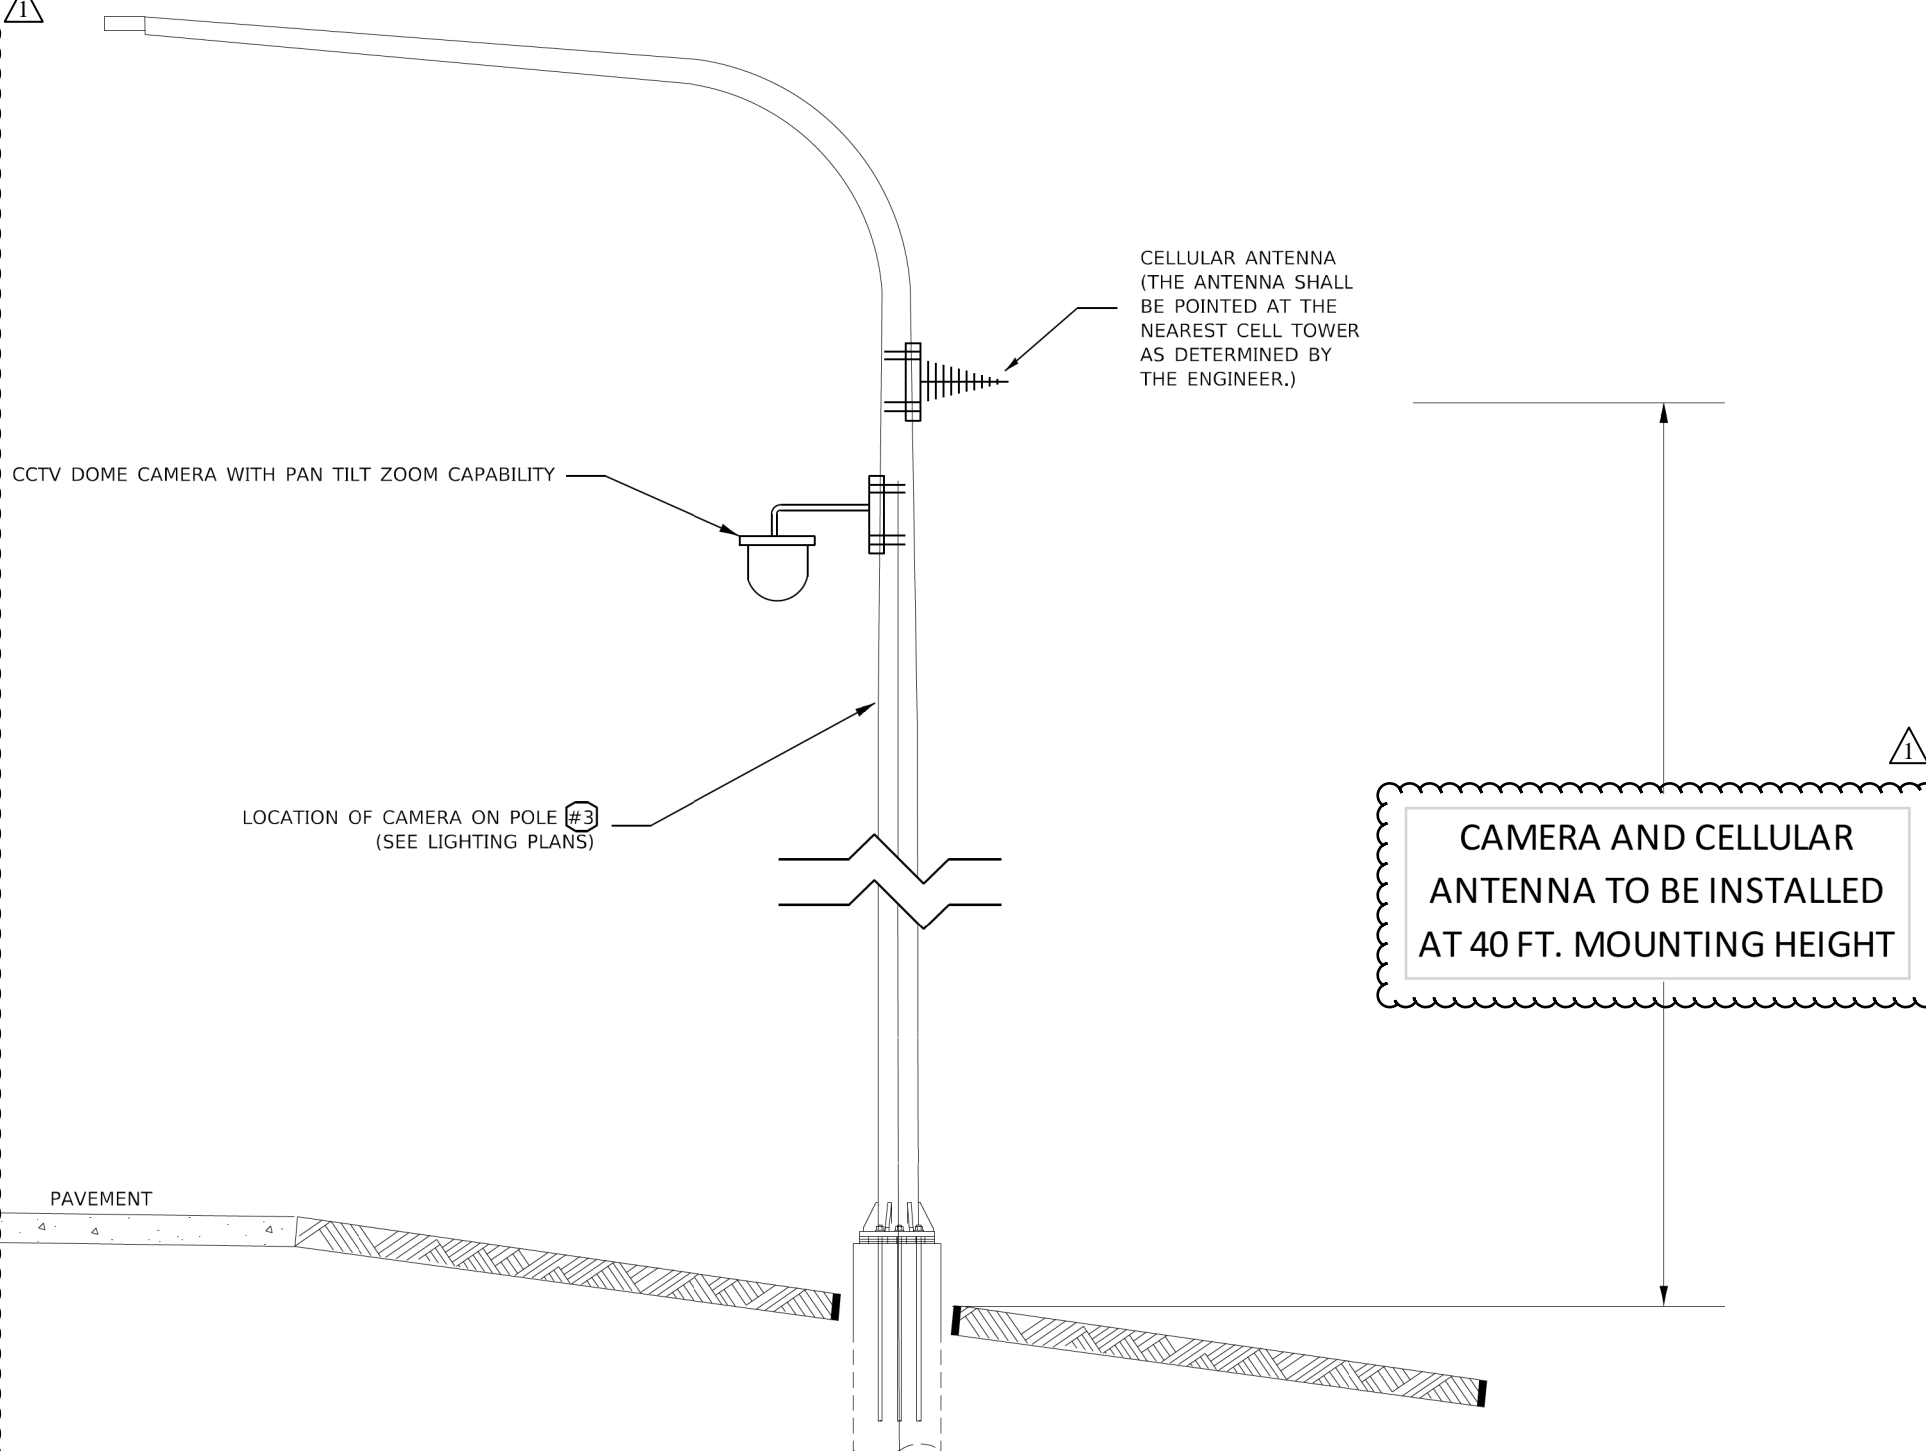 1
CELLULAR ANTENNA
(THE ANTENNA SHALL
BE POINTED AT THE
NEAREST CELL TOWER
AS DETERMINED BY
THE ENGINEER.)
CCTV DOME CAMERA WITH PAN TILT ZOOM CAPABILITY
1
LOCATION OF CAMERA ON POLE #3
(SEE LIGHTING PLANS)
CAMERA AND CELLULAR
ANTENNA TO BE INSTALLED
AT 40 FT. MOUNTING HEIGHT
PAVEMENT